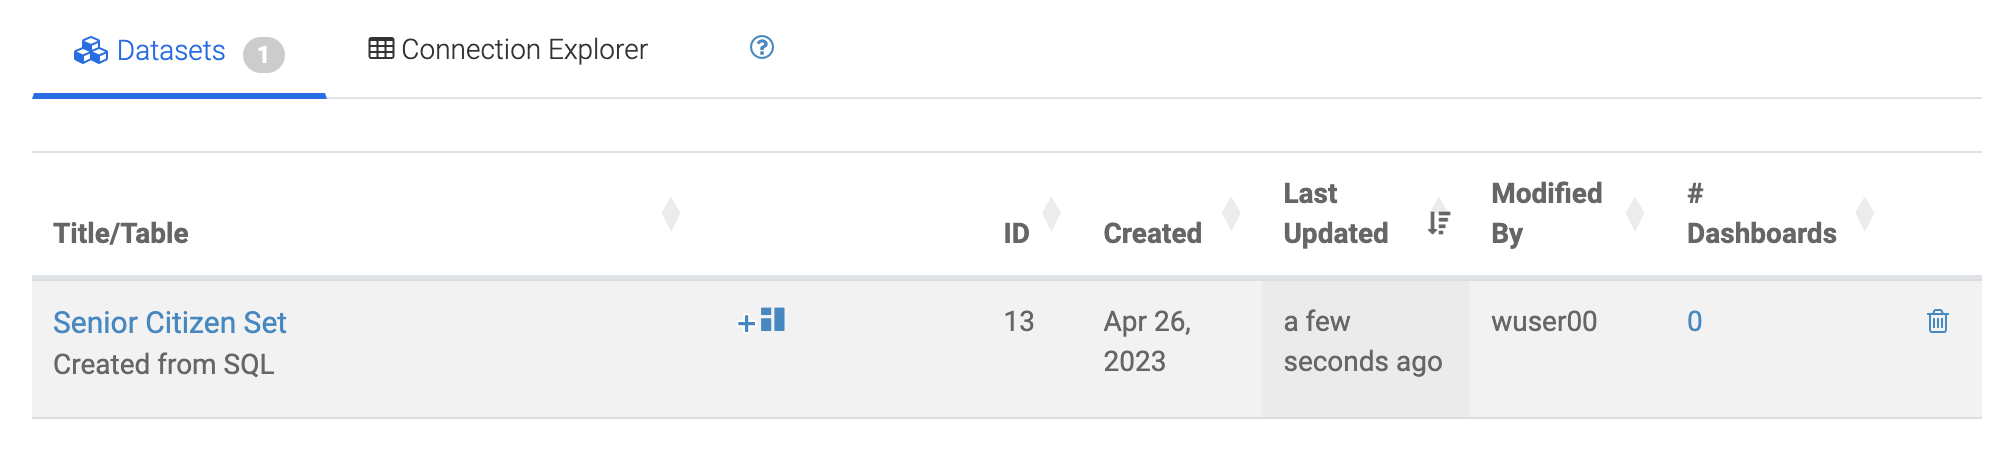 Datasets 1 Connection Explorer ?
Last Modified #
Title/Table ID Created Updated By Dashboards
Senior Citizen Set 13 Apr 26, a few wuser00 0
Created from SQL 2023 seconds ago